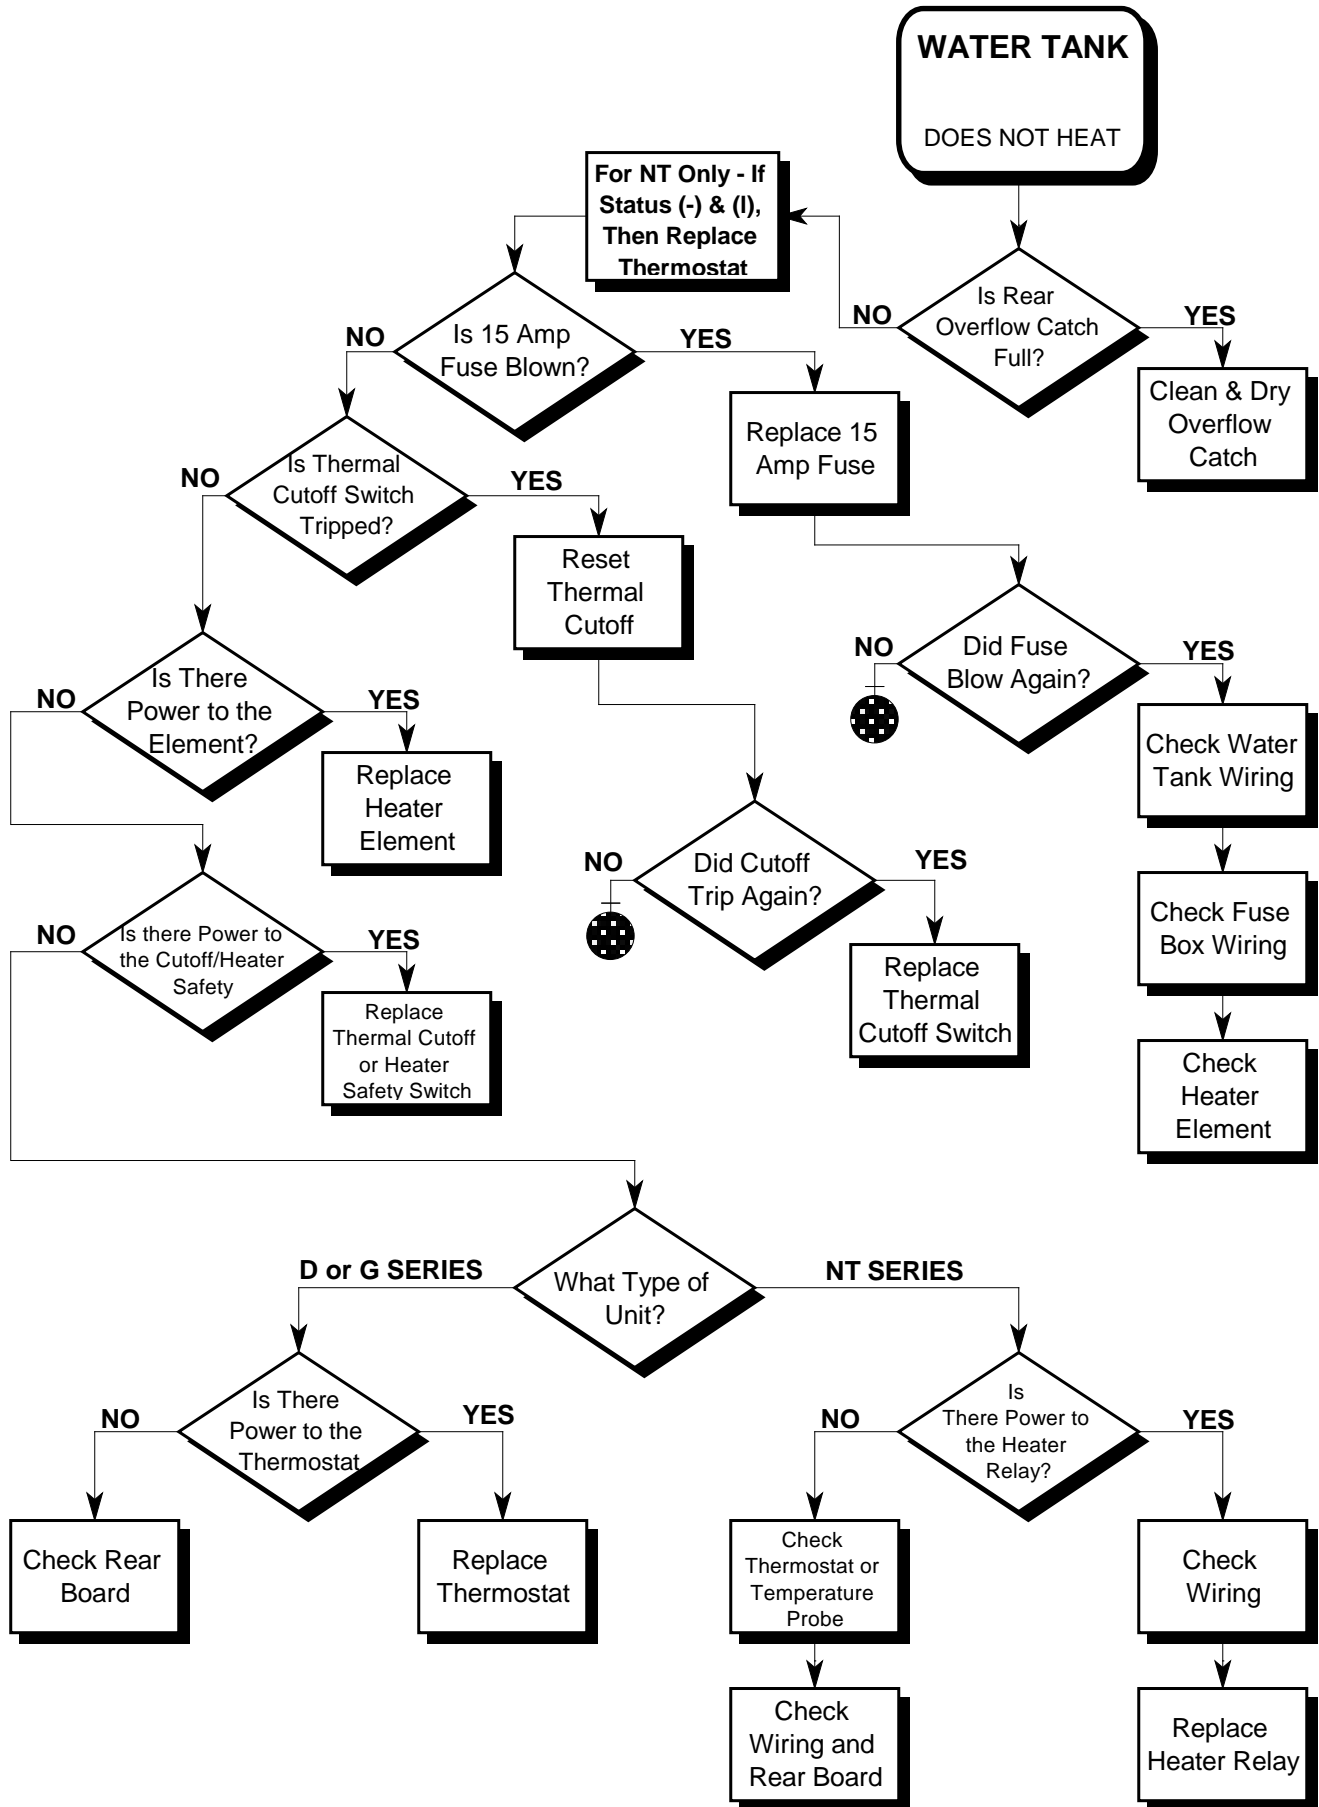 WATER TANK
DOES NOT HEAT
For NT Only - If
Status (-) & (I),
Then Replace
Thermostat
Is Rear
Overflow Catch
Full?
NO
YES
Clean & Dry
Overflow
Catch
Is 15 Amp
Fuse Blown?
NO
YES
Replace 15
Amp Fuse
Is Thermal
Cutoff Switch
Tripped?
NO
YES
Reset
Thermal
Cutoff
Did Fuse
Blow Again?
NO
YES
Check Water
Tank Wiring
Check Fuse
Box Wiring
Check
Heater
Element
Is There
Power to the
Element?
NO
YES
Replace
Heater
Element
Did Cutoff
Trip Again?
NO
YES
Replace
Thermal
Cutoff Switch
Is there Power to
the Cutoff/Heater
Safety
NO
YES
Replace
Thermal Cutoff
or Heater
Safety Switch
What Type of
Unit?
D or G SERIES
NT SERIES
Is There
Power to the
Thermostat
NO
YES
Check Rear
Board
Replace
Thermostat
Is
There Power to
the Heater
Relay?
NO
YES
Check
Thermostat or
Temperature
Probe
Check
Wiring and
Rear Board
Check
Wiring
Replace
Heater Relay